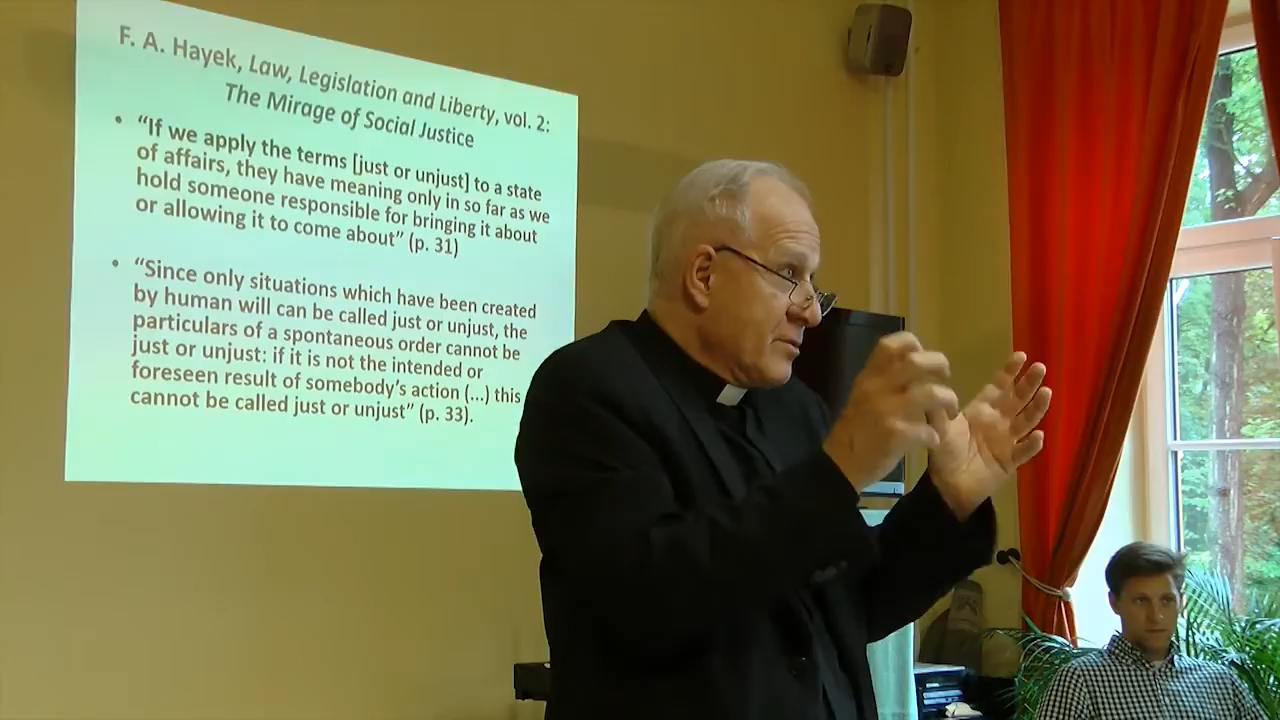 F. A. Hayek, Law, Legislation and Liberty, vol. 2:
The Mirage of Social Justice
• “If we apply the terms [just or unjust] to a state
of affairs, they have meaning only in so far as we
hold someone responsible for bringing it about
or allowing it to come about” (p. 31)
• “Since only situations which have been created
by human will can be called just or unjust, the
particulars of a spontaneous order cannot be
just or unjust: if it is not the intended or
foreseen result of somebody’s action (...) this
cannot be called just or unjust” (p. 33).